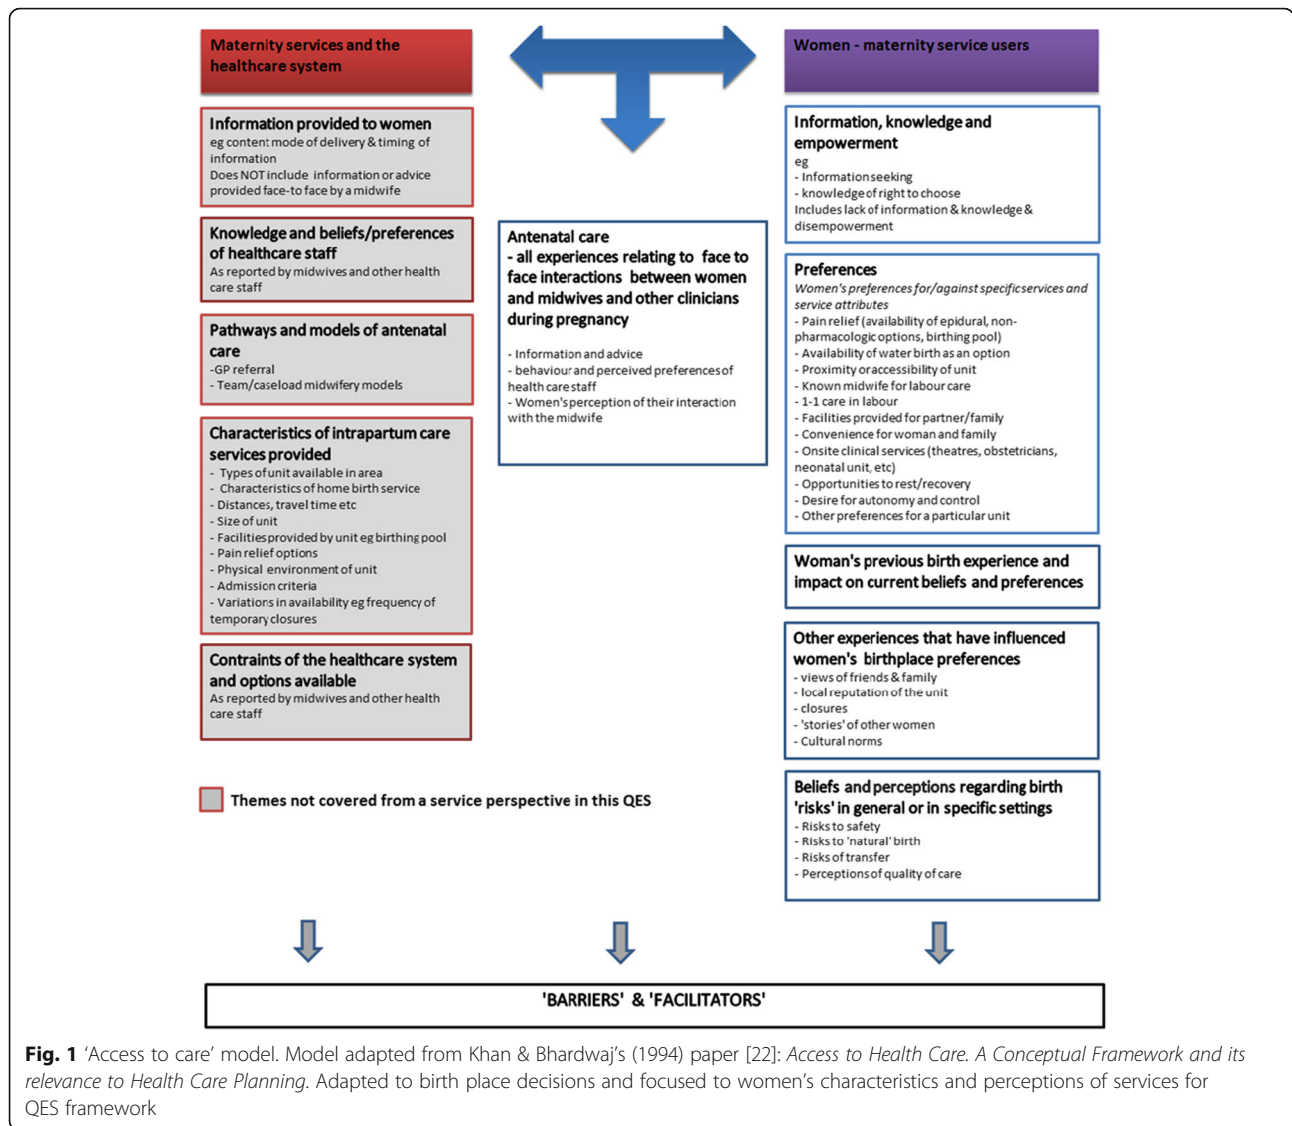 Maternity services and the
healthcare system
Information provided to women
eg content mode of delivery & timing of
information
Does NOT include information or advice
provided face-to face by a midwife
Knowledge and beliefs/preferences
of healthcare staff
As reported by midwives and other health
care staff
Pathways and models of antenatal
care
-GP referral
- Team/caseload midwifery models
Characteristics of intrapartum care
services provided
- Types of unit available in area
- Characteristics of home birth service
- Distances, travel time etc
- Size of unit
- Facilities provided by unit eg birthing pool
- Pain relief options
- Physical environment of unit
- Admission criteria
- Variations in availability eg frequency of
temporary closures
Contraints of the healthcare system
and options available
As reported by midwives and other health
care staff
Themes not covered from a service perspective in this QES
Antenatal care
- all experiences relating to face to
face interactions between women
and midwives and other clinicians
during pregnancy
- Information and advice
- behaviour and perceived preferences of
health care staff
- Women's perception of their interaction
with the midwife
Women - maternity service users
Information, knowledge and
empowerment
eg
- Information seeking
- knowledge of right to choose
Includes lack of information & knowledge &
disempowerment
Preferences
Women's preferences for/against specific services and
service attributes
- Pain relief (availability of epidural, non-
pharmacologic options, birthing pool)
- Availability of water birth as an option
- Proximity or accessibility of unit
- Known midwife for labour care
- 1-1 care in labour
- Facilities provided for partner/family
- Convenience for woman and family
- Onsite clinical services (theatres, obstetricians,
neonatal unit, etc)
- Opportunities to rest/recovery
- Desire for autonomy and control
- Other preferences for a particular unit
Woman's previous birth experience and
impact on current beliefs and preferences
Other experiences that have influenced
women's birthplace preferences
- views of friends & family
- local reputation of the unit
- closures
- 'stories' of other women
- Cultural norms
Beliefs and perceptions regarding birth
'risks' in general or in specific settings
- Risks to safety
- Risks to 'natural' birth
- Risks of transfer
- Perceptions of quality of care
'BARRIERS' & 'FACILITATORS'
Fig. 1 ‘Access to care’ model. Model adapted from Khan & Bhardwaj’s (1994) paper [22]: Access to Health Care. A Conceptual Framework and its
relevance to Health Care Planning. Adapted to birth place decisions and focused to women’s characteristics and perceptions of services for
QES framework